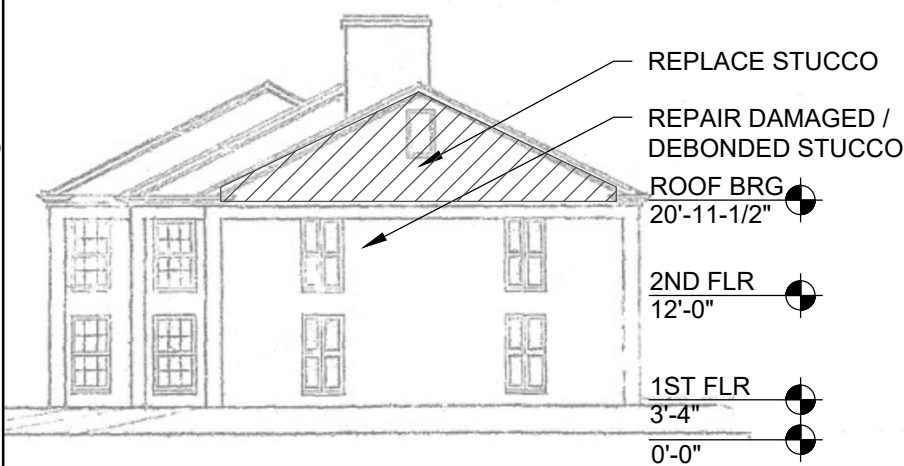 REPLACE STUCCO
REPAIR DAMAGED /
DEBONDED STUCCO
ROOF BRG
20'-11-1/2"
2ND FLR
12'-0"
1ST FLR
3'-4"
0'-0"